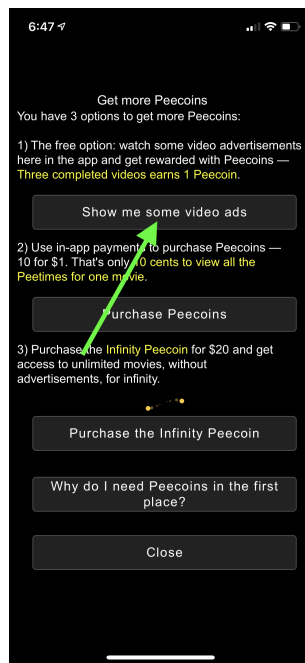 6:47
Get more Peecoins
You have 3 options to get more Peecoins:
1) The free option: watch some video advertisements
here in the app and get rewarded with Peecoins —
Three completed videos earns 1 Peecoin.
Show me some video ads
2) Use in-app payments to purchase Peecoins —
10 for $1. That's only 10 cents to view all the
Peetimes for one movie.
Purchase Peecoins
3) Purchase the Infinity Peecoin for $20 and get
access to unlimited movies, without
advertisements, for infinity.
Purchase the Infinity Peecoin
Why do I need Peecoins in the first
place?
Close